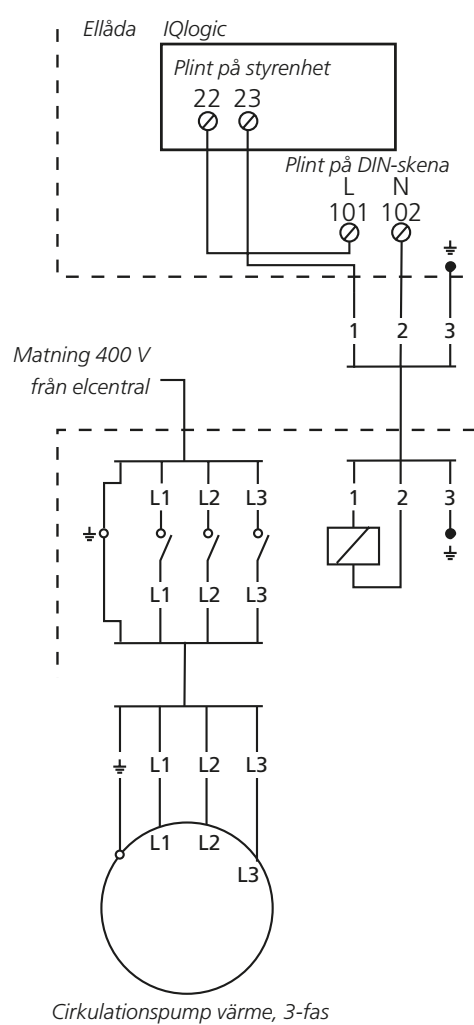 Ellåda IQlogic
Plint på styrenhet
22 23
Plint på DIN-skena
L N
101 102
1 2 3
Matning 400 V
från elcentral
L1 L2 L3 1 2 3
L1 L2 L3
L1 L2 L3
L1 L2
L3
Cirkulationspump värme, 3-fas